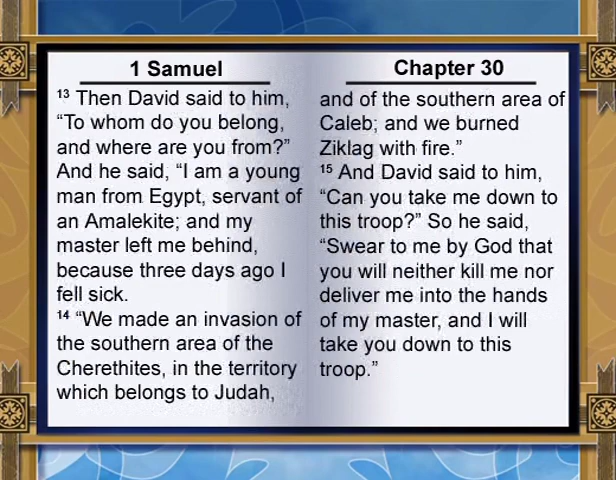 1 Samuel
¹³ Then David said to him,
“To whom do you belong,
and where are you from?”
And he said, “I am a young
man from Egypt, servant of
an Amalekite; and my
master left me behind,
because three days ago I
fell sick.
¹⁴ “We made an invasion of
the southern area of the
Cherethites, in the territory
which belongs to Judah,
Chapter 30
and of the southern area of
Caleb; and we burned
Ziklag with fire.”
¹⁵ And David said to him,
“Can you take me down to
this troop?” So he said,
“Swear to me by God that
you will neither kill me nor
deliver me into the hands
of my master, and I will
take you down to this
troop.”